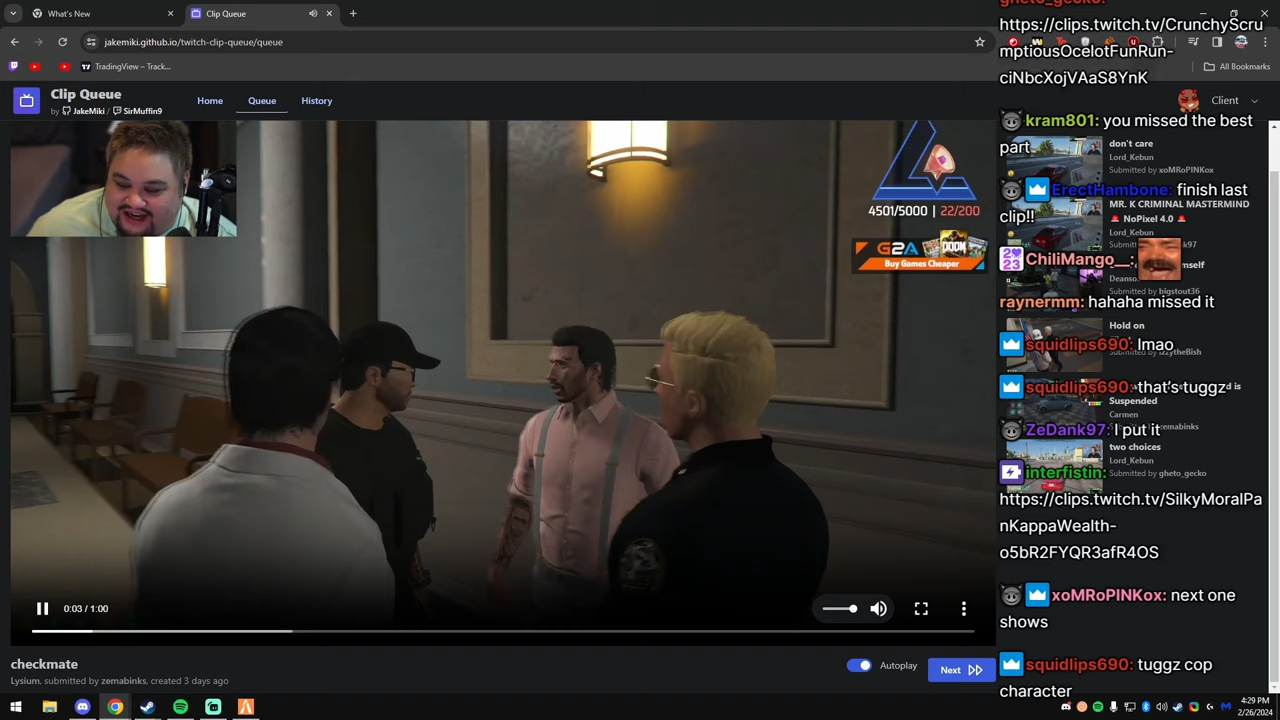 What's New
Clip Queue
jakemiki.github.io/twitch-clip-queue/queue
TradingView – Track...
All Bookmarks
Clip Queue
by JakeMiki / SirMuffin9
Home
Queue
History
Client
4501/5000 | 22/200
G2A
DOOM
Buy Games Cheaper
0:03 / 1:00
checkmate
Lysium, submitted by zemabinks, created 3 days ago
Autoplay
Next
https://clips.twitch.tv/CrunchyScru
mptiousOcelotFunRun-
ciNbcXojVAaS8YnK
kram801: you missed the best
part
don't care
Lord_Kebun
Submitted by xoMRoPINKox
ErectHambone: finish last
clip!!
MR. K CRIMINAL MASTERMIND
NoPixel 4.0
Lord_Kebun
ChiliMango__:
Submitted by bigstout36
raynermm: hahaha missed it
Hold on
squidlips690: lmao
squidlips690: that's tuggz
Suspended
Carmen
ZeDank97: I put it
two choices
Lord_Kebun
Submitted by gheto_gecko
interfistin:
https://clips.twitch.tv/SilkyMoralPa
nKappaWealth-
o5bR2FYQR3afR4OS
xoMRoPINKox: next one
shows
squidlips690: tuggz cop
character
4:29 PM
2/26/2024